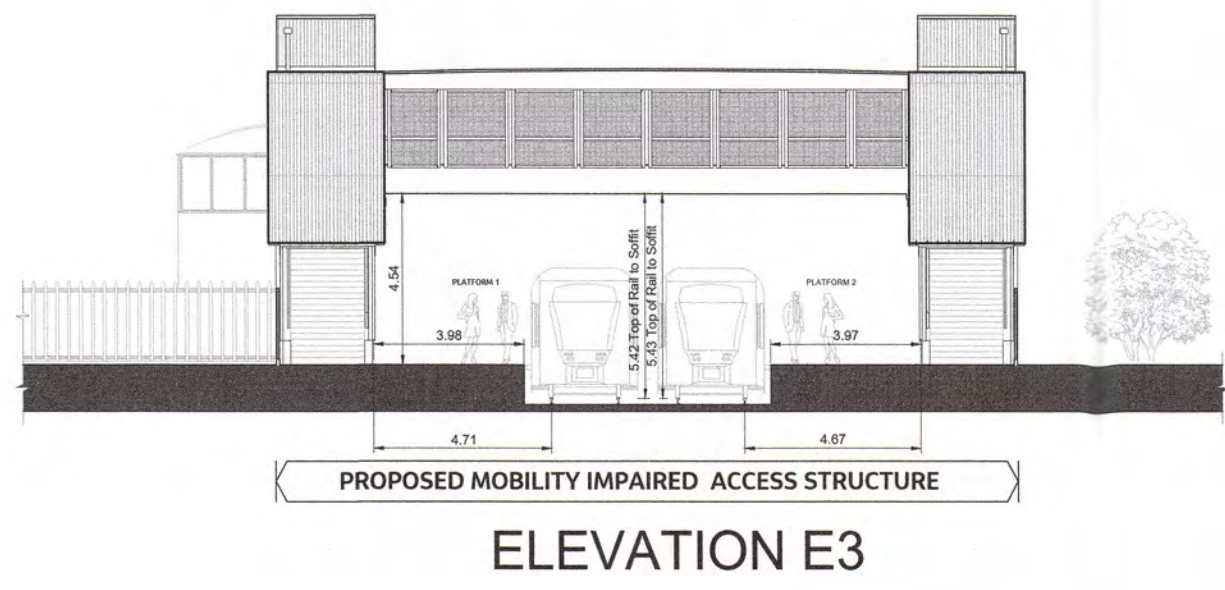 4.54
PLATFORM 1
3.98
5.42 Top of Rail to Soffit
5.43 Top of Rail to Soffit
PLATFORM 2
3.97
4.71
4.67
PROPOSED MOBILITY IMPAIRED ACCESS STRUCTURE
ELEVATION E3